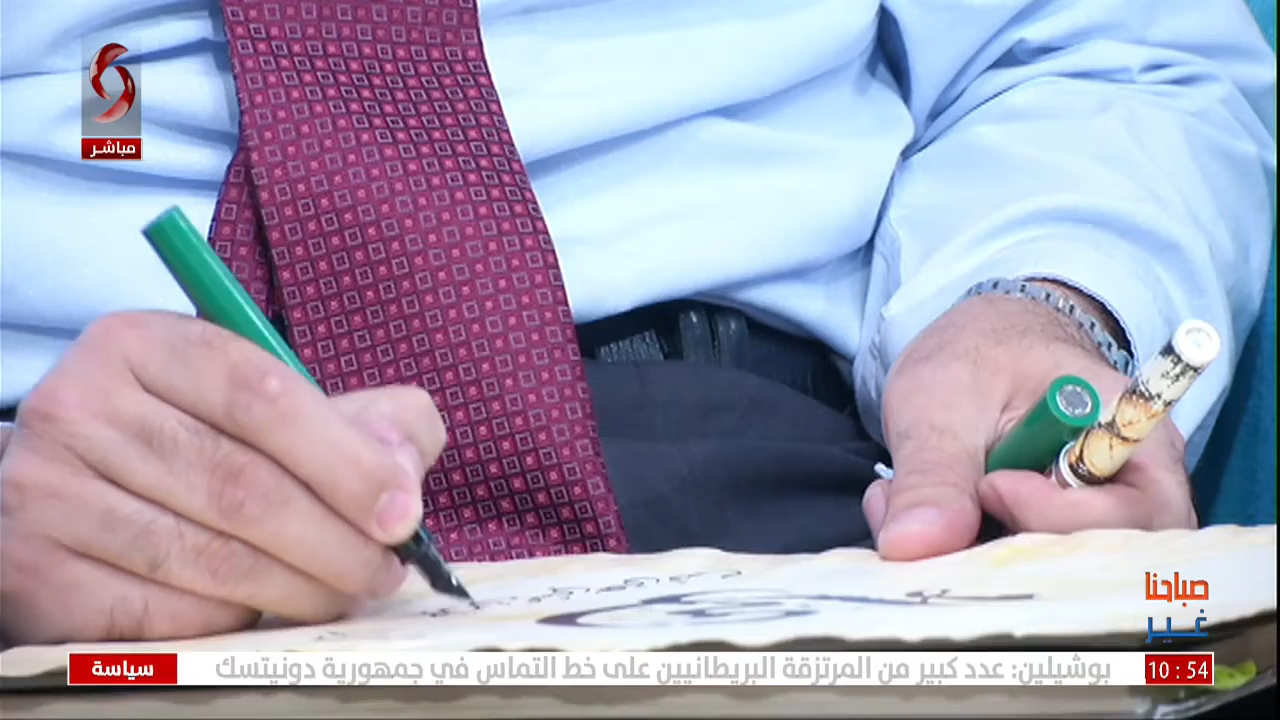 مباشر
صباحنا
غير
سياسة
بوشيلين: عدد كبير من المرتزقة البريطانيين على خط التماس في جمهورية دونيتسك
10 : 54